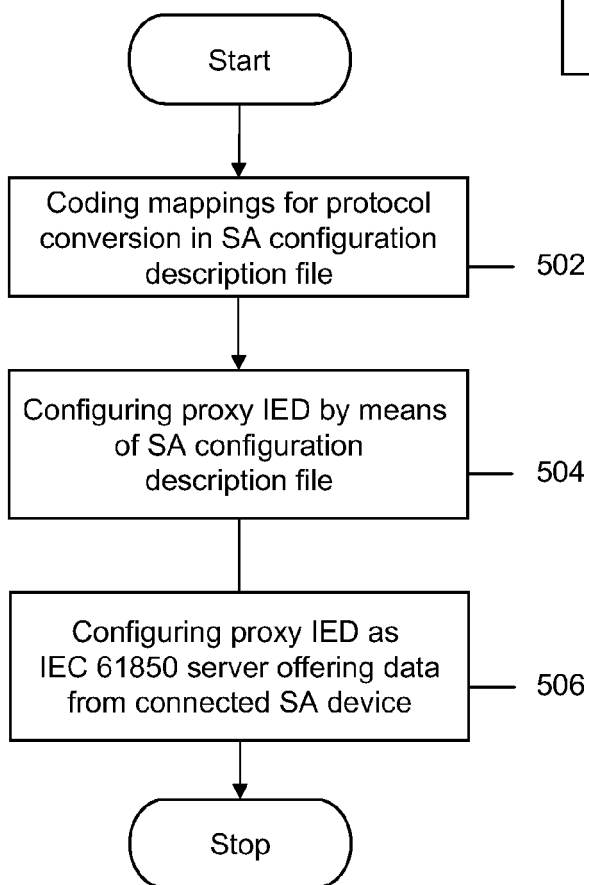 Start
Coding mappings for protocol
conversion in SA configuration
description file
502
Configuring proxy IED by means
of SA configuration
description file
504
Configuring proxy IED as
IEC 61850 server offering data
from connected SA device
506
Stop